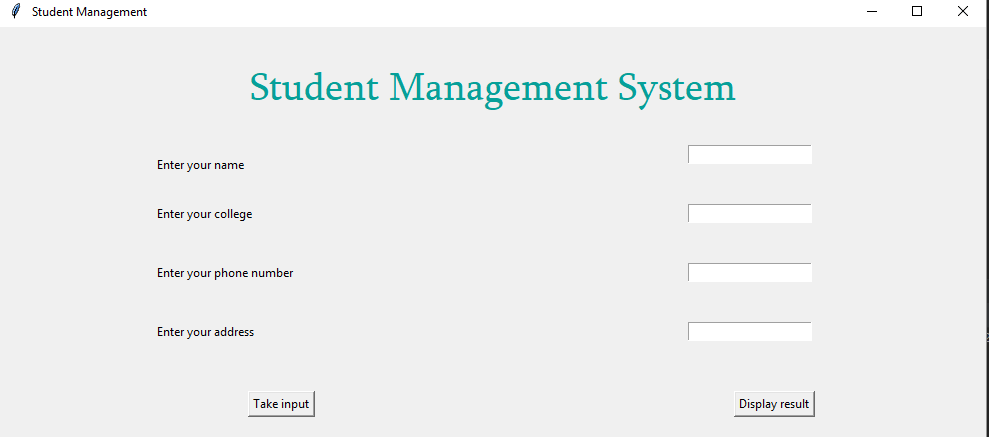 Student Management
Student Management System
Enter your name
Enter your college
Enter your phone number
Enter your address
Take input
Display result